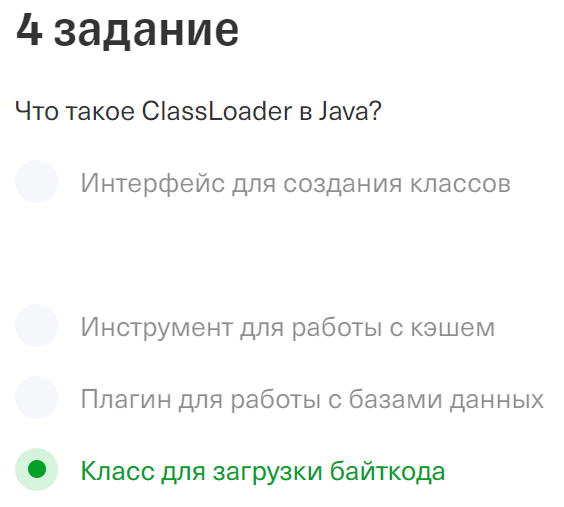 4 задание
Что такое ClassLoader в Java?
Интерфейс для создания классов
Инструмент для работы с кэшем
Плагин для работы с базами данных
Класс для загрузки байткода